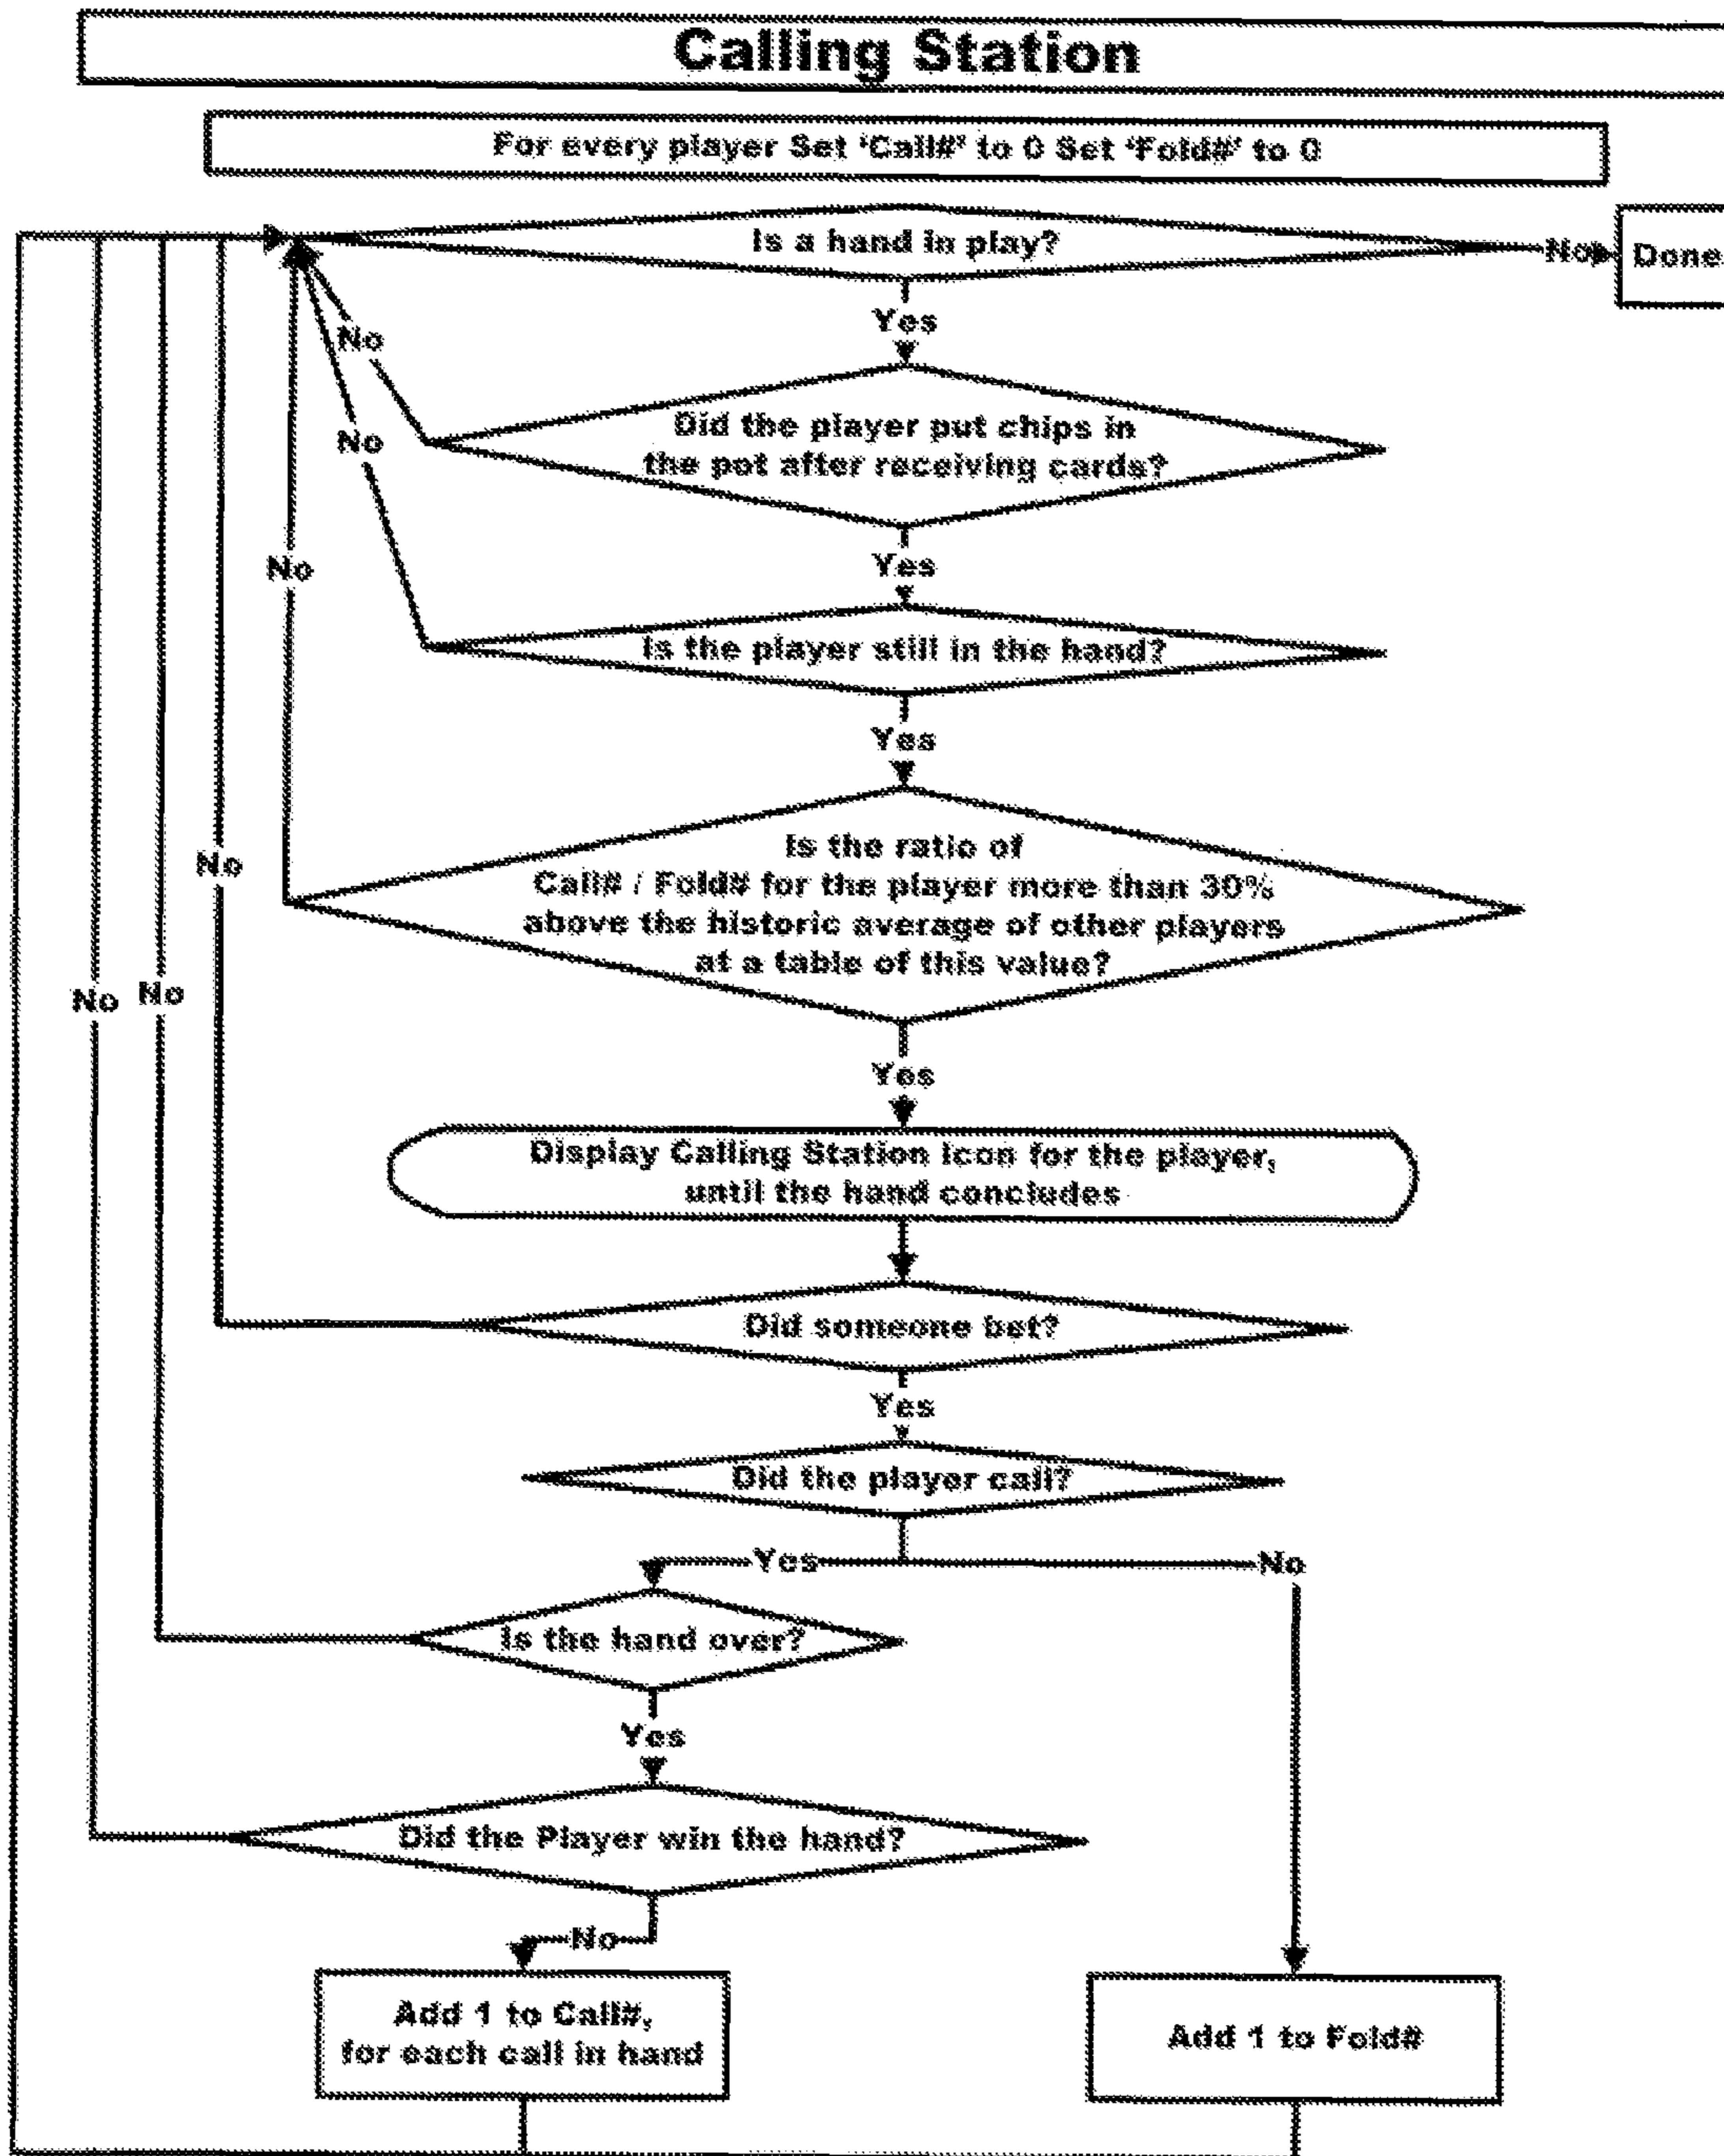 Calling Station
For every player Set 'Call#' to 0 Set 'Fold#' to 0
Is a hand in play?
No
Done
Yes
No
Did the player put chips in
the pot after receiving cards?
No
Yes
No
Is the player still in the hand?
Yes
Is the ratio of
Call# / Fold# for the player more than 30%
above the historic average of other players
at a table of this value?
No
No
No
Yes
Display Calling Station Icon for the player,
until the hand concludes
Did someone bet?
Yes
Did the player call?
Yes
No
Is the hand over?
Yes
Did the Player win the hand?
No
Add 1 to Call#,
for each call in hand
Add 1 to Fold#